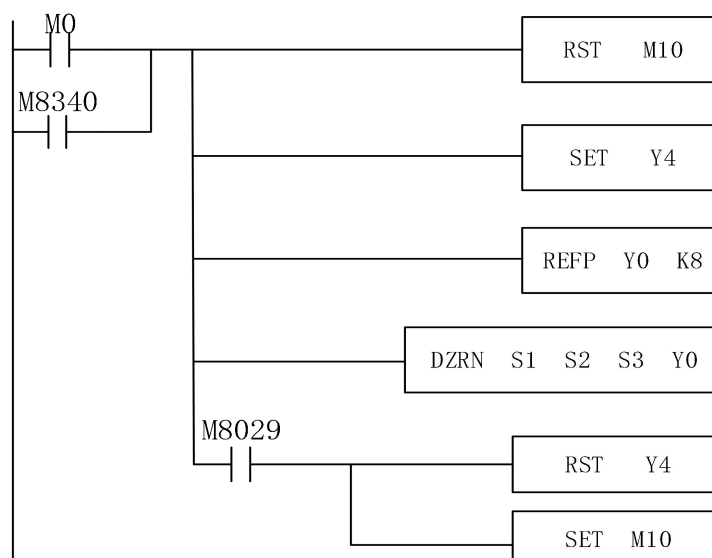 M0
RST M10
M8340
SET Y4
REFP Y0 K8
DZRN S1 S2 S3 Y0
M8029
RST Y4
SET M10